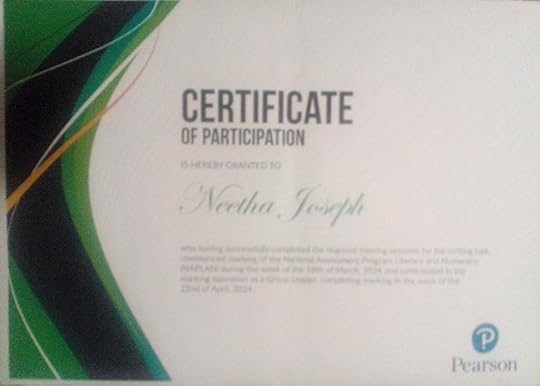 CERTIFICATE
OF PARTICIPATION
IS HEREBY GRANTED TO
Neetha Joseph
who having successfully completed the required training sessions for the writing task,
commenced marking of the National Assessment Program Literacy and Numeracy
(NAPLAN) during the week of the 18th of March, 2024 and participated in the
marking operation as a Group Leader, completing marking in the week of the
22nd of April, 2024
Pearson